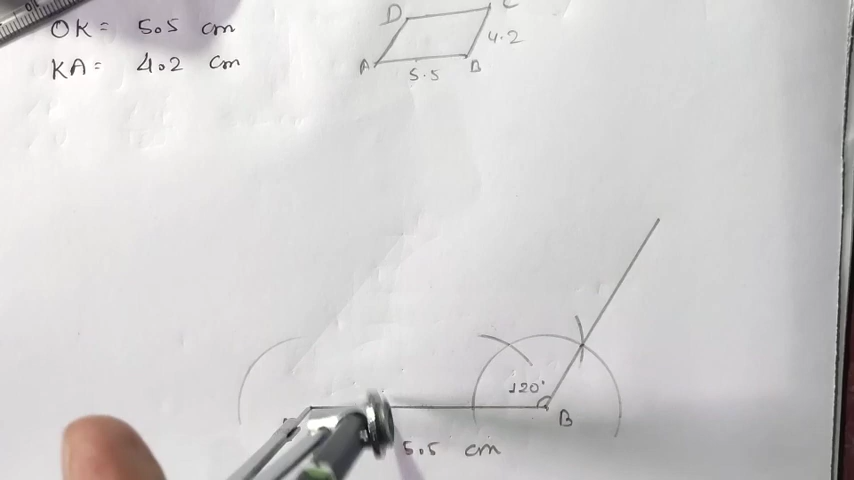 OK = 5.5 cm
KA = 4.2 cm
D C
4.2
A 5.5 B
120°
B
5.5 cm